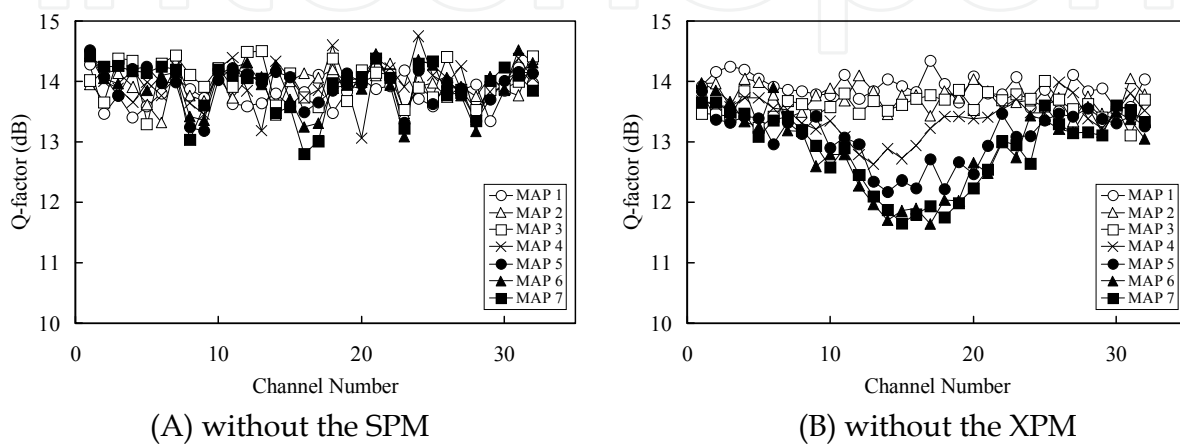 15
14
13
12
11
10
Q-factor (dB)
0
10
20
30
Channel Number
MAP 1
MAP 2
MAP 3
MAP 4
MAP 5
MAP 6
MAP 7
(A) without the SPM
15
14
13
12
11
10
Q-factor (dB)
0
10
20
30
Channel Number
MAP 1
MAP 2
MAP 3
MAP 4
MAP 5
MAP 6
MAP 7
(B) without the XPM